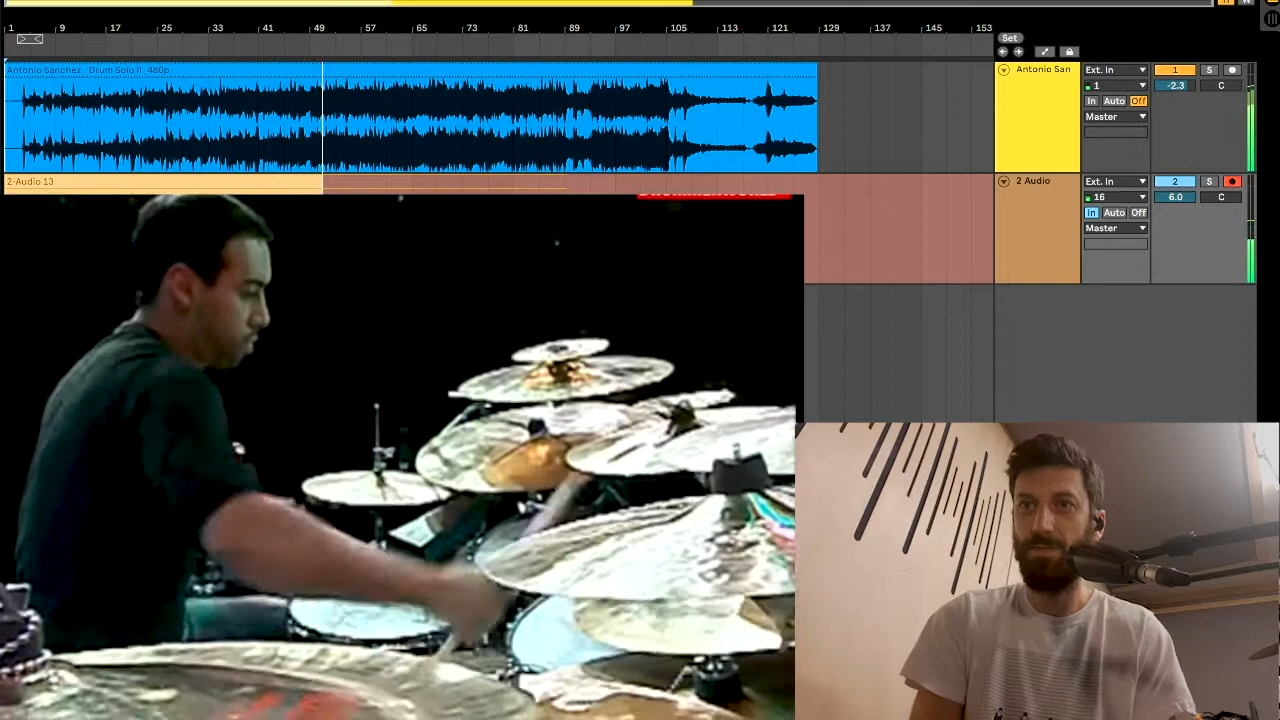 H W
1 9 17 25 33 41 49 57 65 73 81 89 97 105 113 121 129 137 145 153
Set
Antonio Sanchez _ Drum Solo II_480p
Antonio San
Ext. In
1
S
1
-2.3
C
In
Auto
Off
Master
2-Audio 13
2 Audio
Ext. In
2
S
16
6.0
C
In
Auto
Off
Master